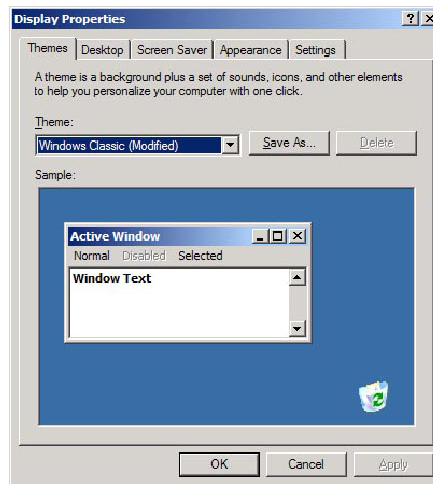 Display Properties
Themes Desktop Screen Saver Appearance Settings
A theme is a background plus a set of sounds, icons, and other elements
to help you personalize your computer with one click.
Theme:
Windows Classic (Modified) Save As... Delete
Sample:
Active Window
Normal Disabled Selected
Window Text
OK Cancel Apply